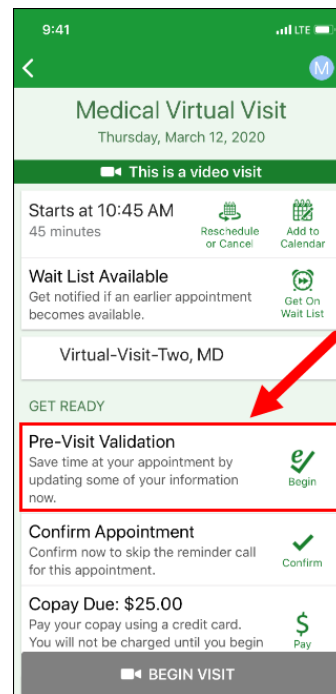 9:41
LTE
M
Medical Virtual Visit
Thursday, March 12, 2020
This is a video visit
Starts at 10:45 AM
45 minutes
Reschedule
or Cancel
Add to
Calendar
Wait List Available
Get notified if an earlier appointment
becomes available.
Get On
Wait List
Virtual-Visit-Two, MD
GET READY
Pre-Visit Validation
Save time at your appointment by
updating some of your information
now.
e
Begin
Confirm Appointment
Confirm now to skip the reminder call
for this appointment.
Confirm
Copay Due: $25.00
Pay your copay using a credit card.
You will not be charged until you begin
$
Pay
BEGIN VISIT